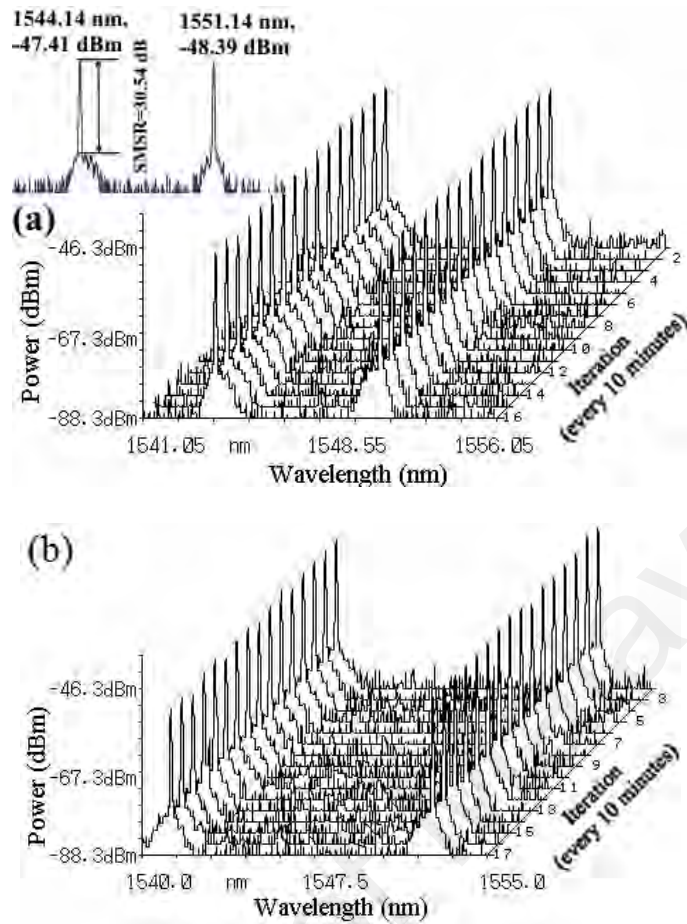 1544.14 nm,
-47.41 dBm
1551.14 nm,
-48.39 dBm
SMSR=30.54 dB
(a)
-46.3dBm
-67.3dBm
-88.3dBm
Power (dBm)
1541.05 nm 1548.55 1556.05
Wavelength (nm)
2
4
6
8
10
12
14
16
Iteration
(every 10 minutes)
(b)
-46.3dBm
-67.3dBm
-88.3dBm
Power (dBm)
1540.0 nm 1547.5 1555.0
Wavelength (nm)
3
5
7
9
11
13
15
17
Iteration
(every 10 minutes)